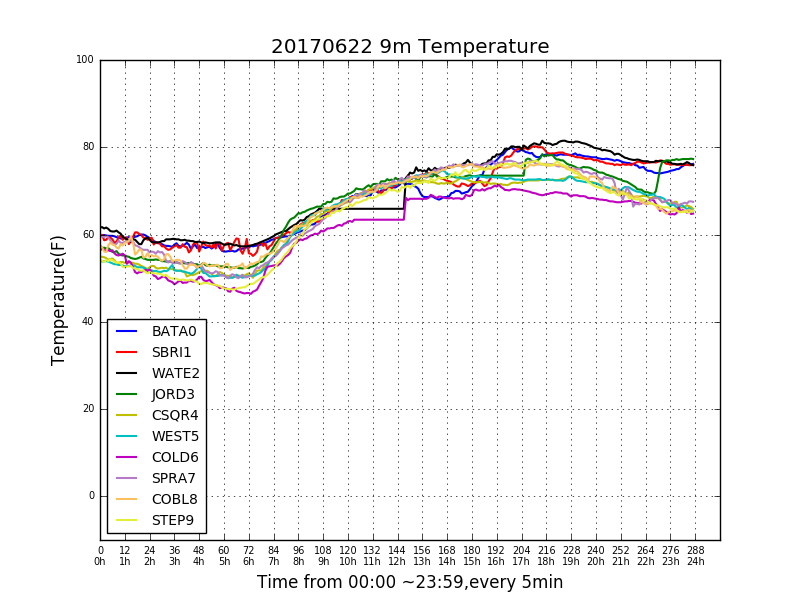 20170622 9m Temperature
100
80
60
40
20
0
Temperature(F)
BATA0
SBRI1
WATE2
JORD3
CSQR4
WEST5
COLD6
SPRA7
COBL8
STEP9
0 12 24 36 48 60 72 84 96 108 120 132 144 156 168 180 192 204 216 228 240 252 264 276 288
0h 1h 2h 3h 4h 5h 6h 7h 8h 9h 10h 11h 12h 13h 14h 15h 16h 17h 18h 19h 20h 21h 22h 23h 24h
Time from 00:00 ~23:59,every 5min